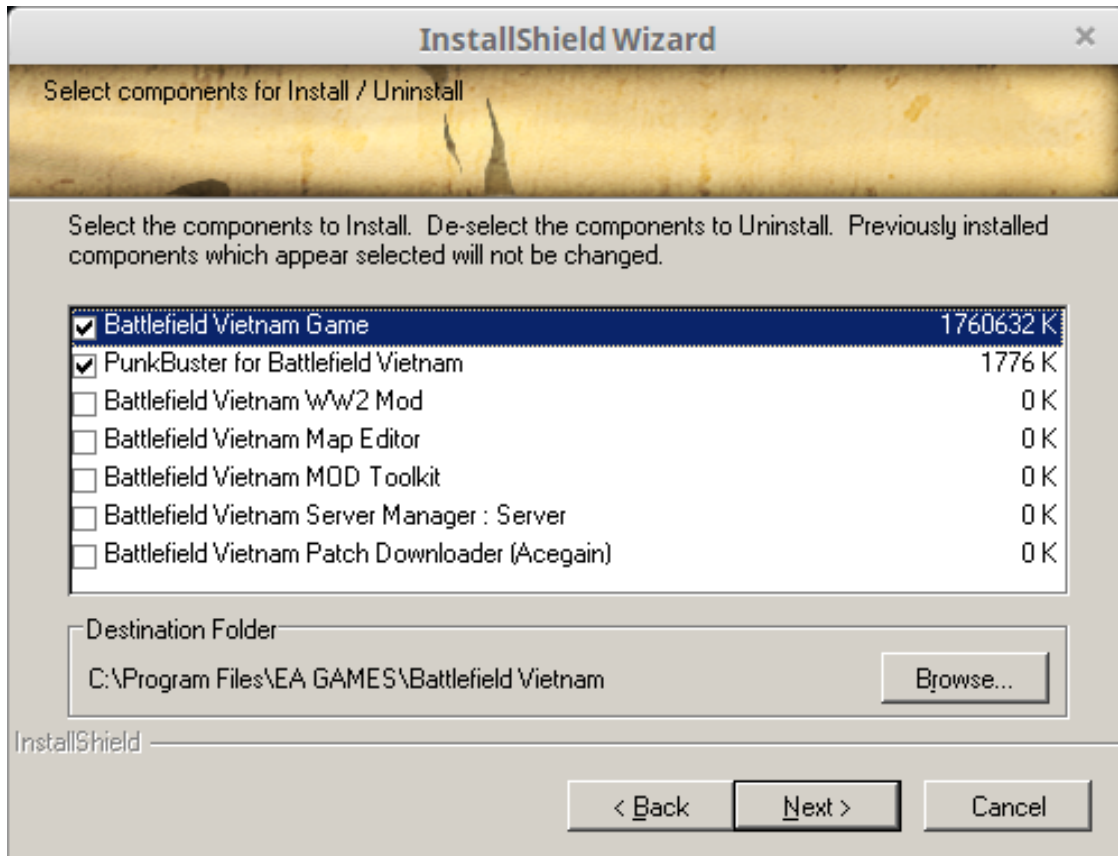 InstallShield Wizard
Select components for Install / Uninstall
Select the components to Install.  De-select the components to Uninstall.  Previously installed
components which appear selected will not be changed.
Battlefield Vietnam Game 1760632 K
PunkBuster for Battlefield Vietnam 1776 K
Battlefield Vietnam WW2 Mod 0 K
Battlefield Vietnam Map Editor 0 K
Battlefield Vietnam MOD Toolkit 0 K
Battlefield Vietnam Server Manager : Server 0 K
Battlefield Vietnam Patch Downloader (Acegain) 0 K
Destination Folder
C:\Program Files\EA GAMES\Battlefield Vietnam Browse...
InstallShield
< Back Next > Cancel